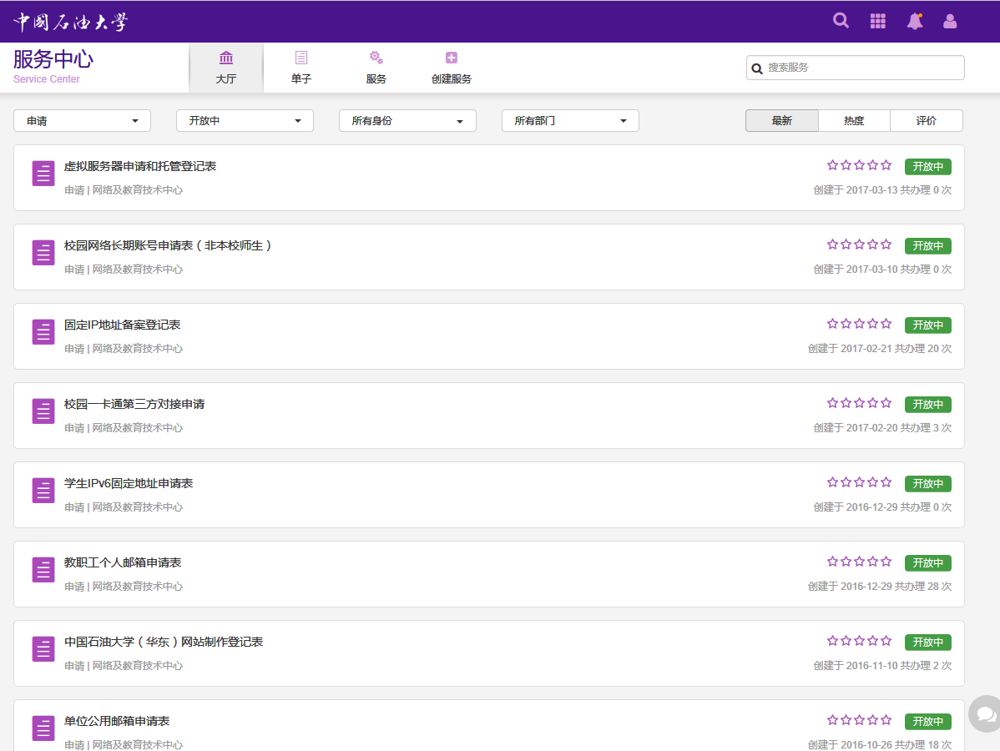 中國石油大學
服务中心
Service Center
大厅
单子
服务
创建服务
搜索服务
申请
开放中
所有身份
所有部门
最新
热度
评价
虚拟服务器申请和托管登记表
开放中
申请 | 网络及教育技术中心
创建于 2017-03-13 共办理 0 次
校园网络长期账号申请表（非本校师生）
开放中
申请 | 网络及教育技术中心
创建于 2017-03-10 共办理 0 次
固定IP地址备案登记表
开放中
申请 | 网络及教育技术中心
创建于 2017-02-21 共办理 20 次
校园一卡通第三方对接申请
开放中
申请 | 网络及教育技术中心
创建于 2017-02-20 共办理 3 次
学生IPv6固定地址申请表
开放中
申请 | 网络及教育技术中心
创建于 2016-12-29 共办理 0 次
教职工个人邮箱申请表
开放中
申请 | 网络及教育技术中心
创建于 2016-12-29 共办理 28 次
中国石油大学（华东）网站制作登记表
开放中
申请 | 网络及教育技术中心
创建于 2016-11-10 共办理 2 次
单位公用邮箱申请表
开放中
申请 | 网络及教育技术中心
创建于 2016-10-26 共办理 18 次